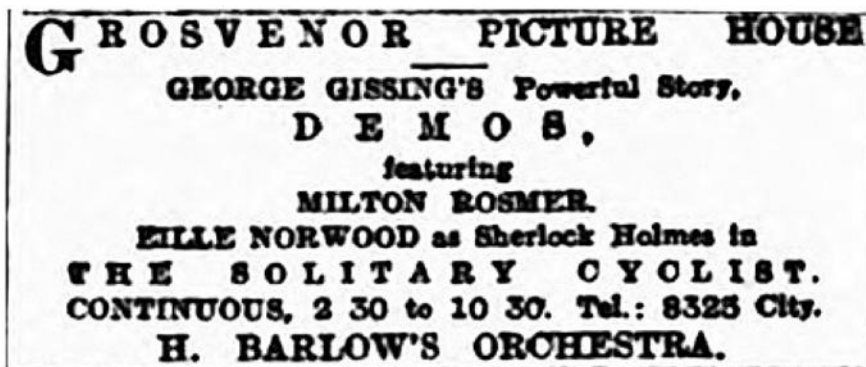 GROSVENOR PICTURE HOUSE
GEORGE GISSING'S Powerful Story,
DEMOS,
featuring
MILTON ROSMER.
EILLE NORWOOD as Sherlock Holmes in
THE SOLITARY CYCLIST.
CONTINUOUS, 2 30 to 10 30. Tel.: 8325 City.
H. BARLOW'S ORCHESTRA.